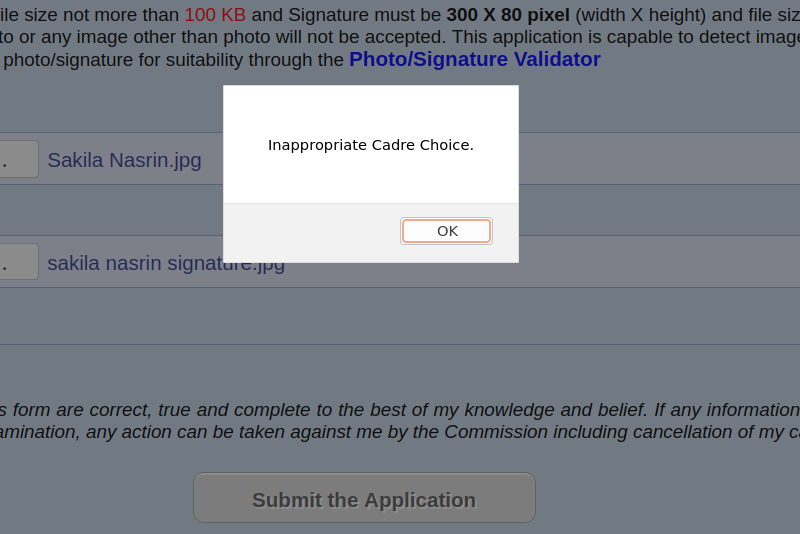 ile size not more than 100 KB and Signature must be 300 X 80 pixel (width X height) and file siz
to or any image other than photo will not be accepted. This application is capable to detect image
photo/signature for suitability through the Photo/Signature Validator
Inappropriate Cadre Choice.
. Sakila Nasrin.jpg
OK
. sakila nasrin signature.jpg
s form are correct, true and complete to the best of my knowledge and belief. If any information
amination, any action can be taken against me by the Commission including cancellation of my ca
Submit the Application